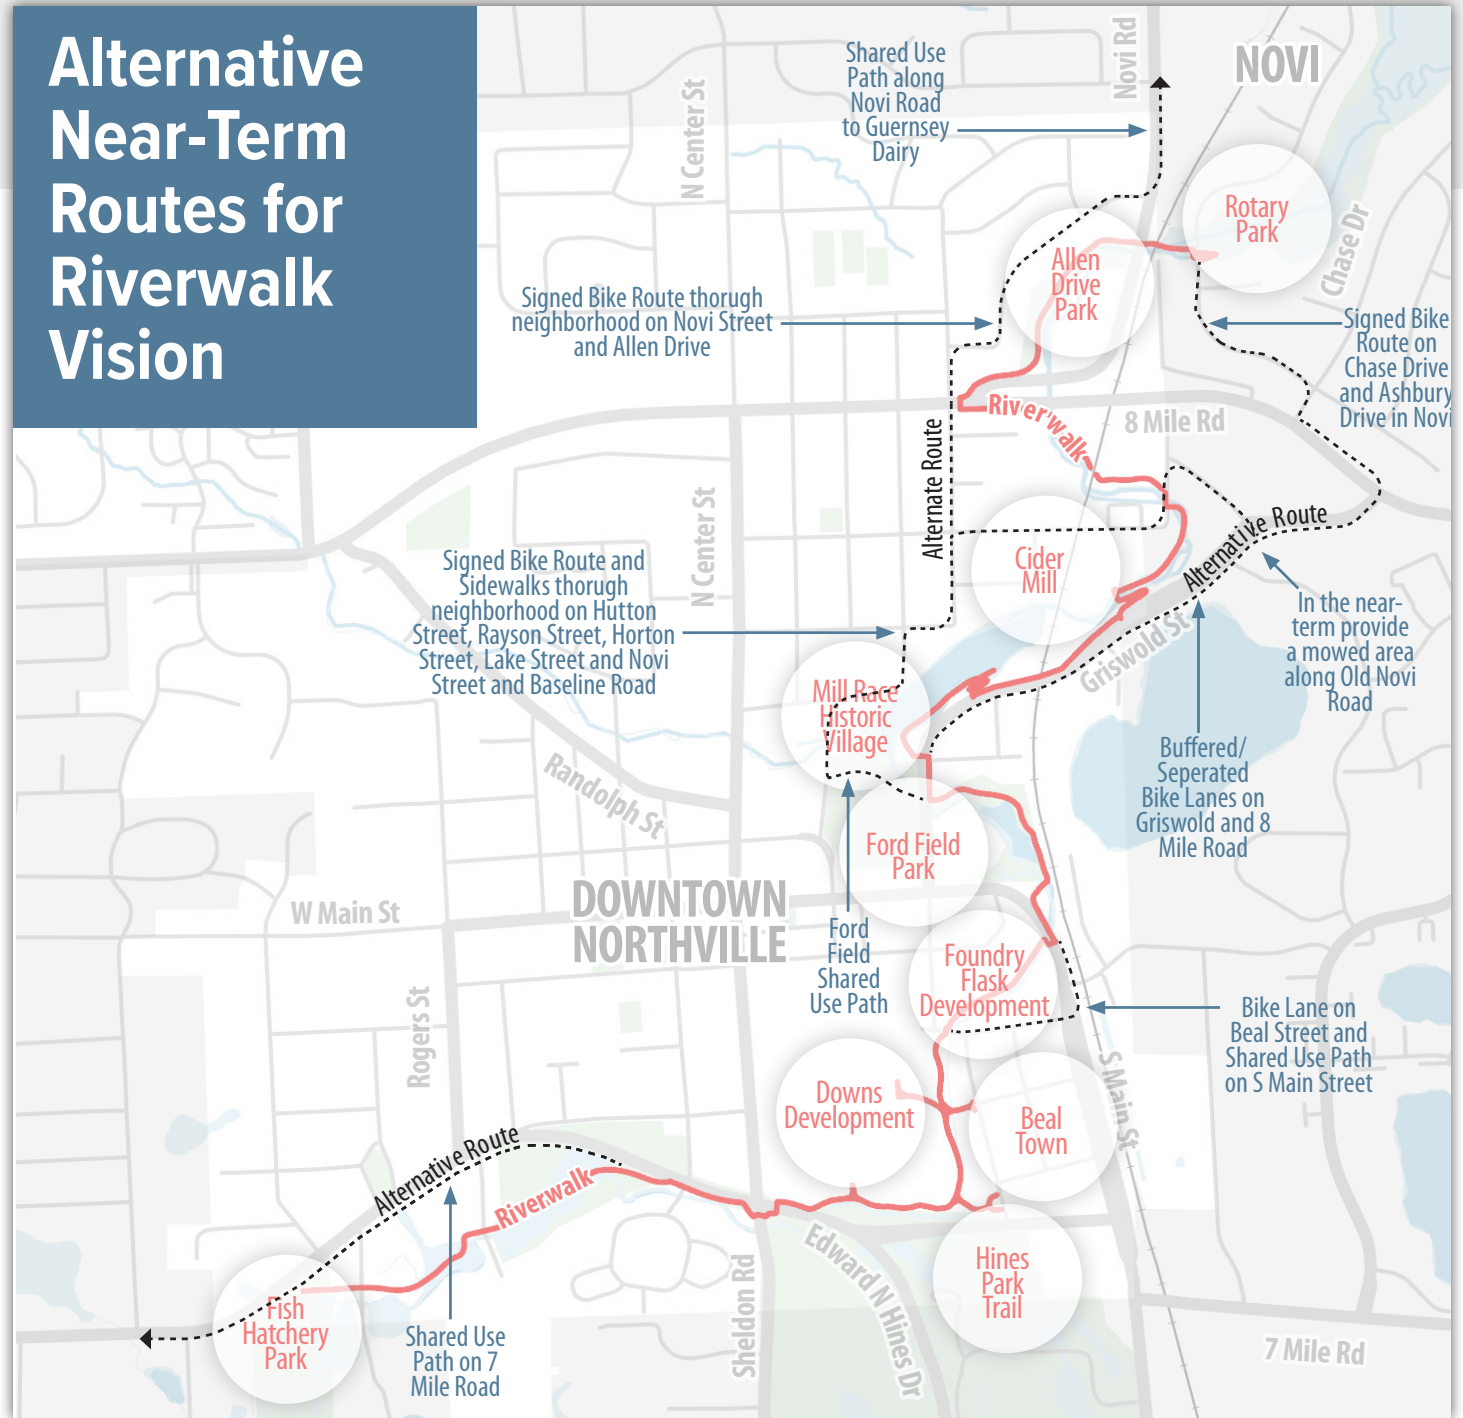 Alternative
Near-Term
Routes for
Riverwalk
Vision
Shared Use
Path along
Novi Road
to Guernsey
Dairy
Novi Rd
NOVI
N Center St
Rotary
Park
Chase Dr
Allen
Drive
Park
Signed Bike Route thorugh
neighborhood on Novi Street
and Allen Drive
Signed Bike
Route on
Chase Drive
and Ashbury
Drive in Novi
Riverwalk
8 Mile Rd
Alternate Route
N Center St
Alternative Route
Cider
Mill
Signed Bike Route and
Sidewalks thorugh
neighborhood on Hutton
Street, Rayson Street, Horton
Street, Lake Street and Novi
Street and Baseline Road
In the near-
term provide
a mowed area
along Old Novi
Road
Griswold St
Mill Race
Historic
Village
Buffered/
Seperated
Bike Lanes on
Griswold and 8
Mile Road
Randolph St
Ford Field
Park
W Main St
DOWNTOWN
NORTHVILLE
Ford
Field
Shared
Use Path
Foundry
Flask
Development
Rogers St
Bike Lane on
Beal Street and
Shared Use Path
on S Main Street
S Main St
Downs
Development
Beal
Town
Alternative Route
Riverwalk
Edward N Hines Dr
Sheldon Rd
Hines
Park
Trail
Fish
Hatchery
Park
Shared Use
Path on 7
Mile Road
7 Mile Rd